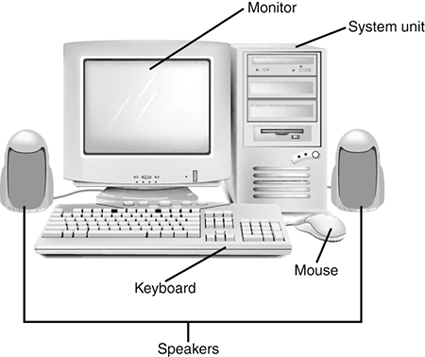 Monitor
System unit
Mouse
Keyboard
Speakers